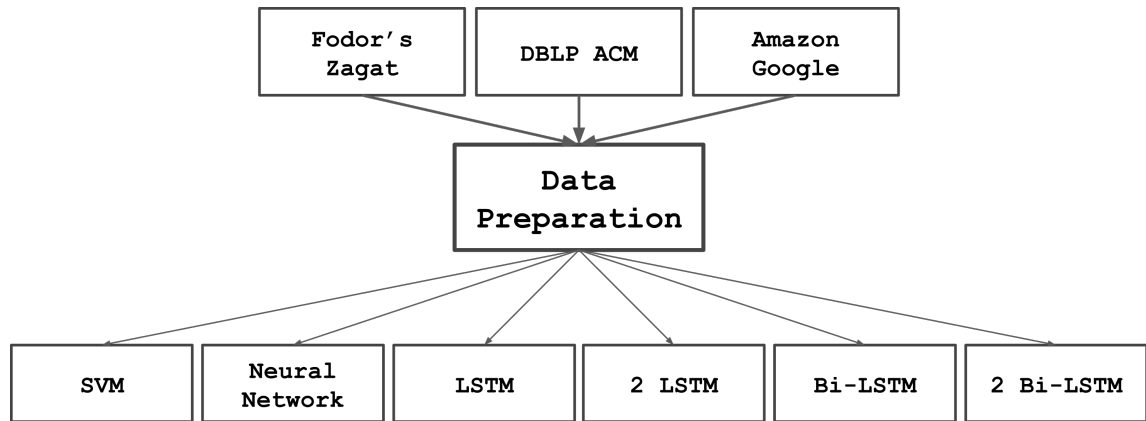 Fodor’s
Zagat
DBLP ACM
Amazon
Google
Data
Preparation
SVM
Neural
Network
LSTM
2 LSTM
Bi-LSTM
2 Bi-LSTM